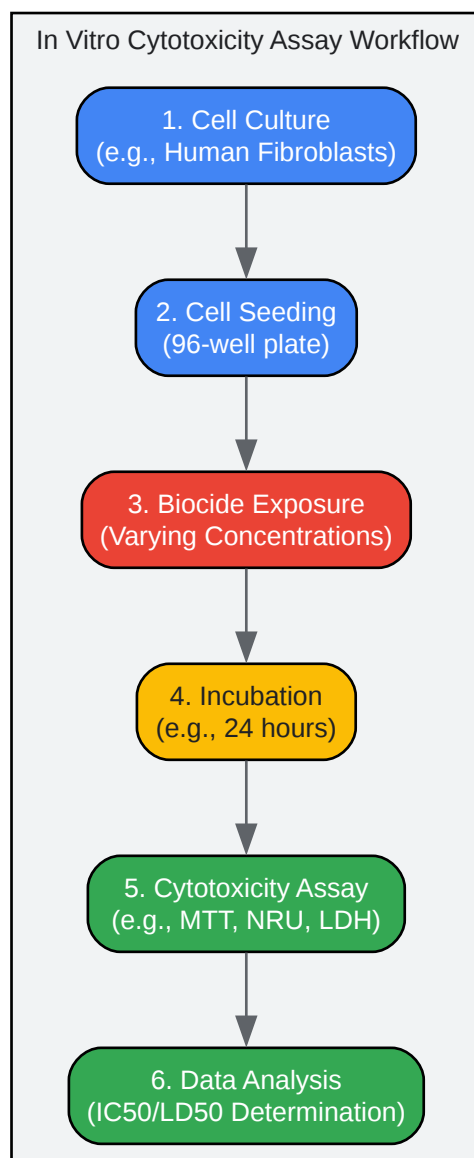 In Vitro Cytotoxicity Assay Workflow
1. Cell Culture
(e.g., Human Fibroblasts)
2. Cell Seeding
(96-well plate)
3. Biocide Exposure
(Varying Concentrations)
4. Incubation
(e.g., 24 hours)
5. Cytotoxicity Assay
(e.g., MTT, NRU, LDH)
6. Data Analysis
(IC50/LD50 Determination)